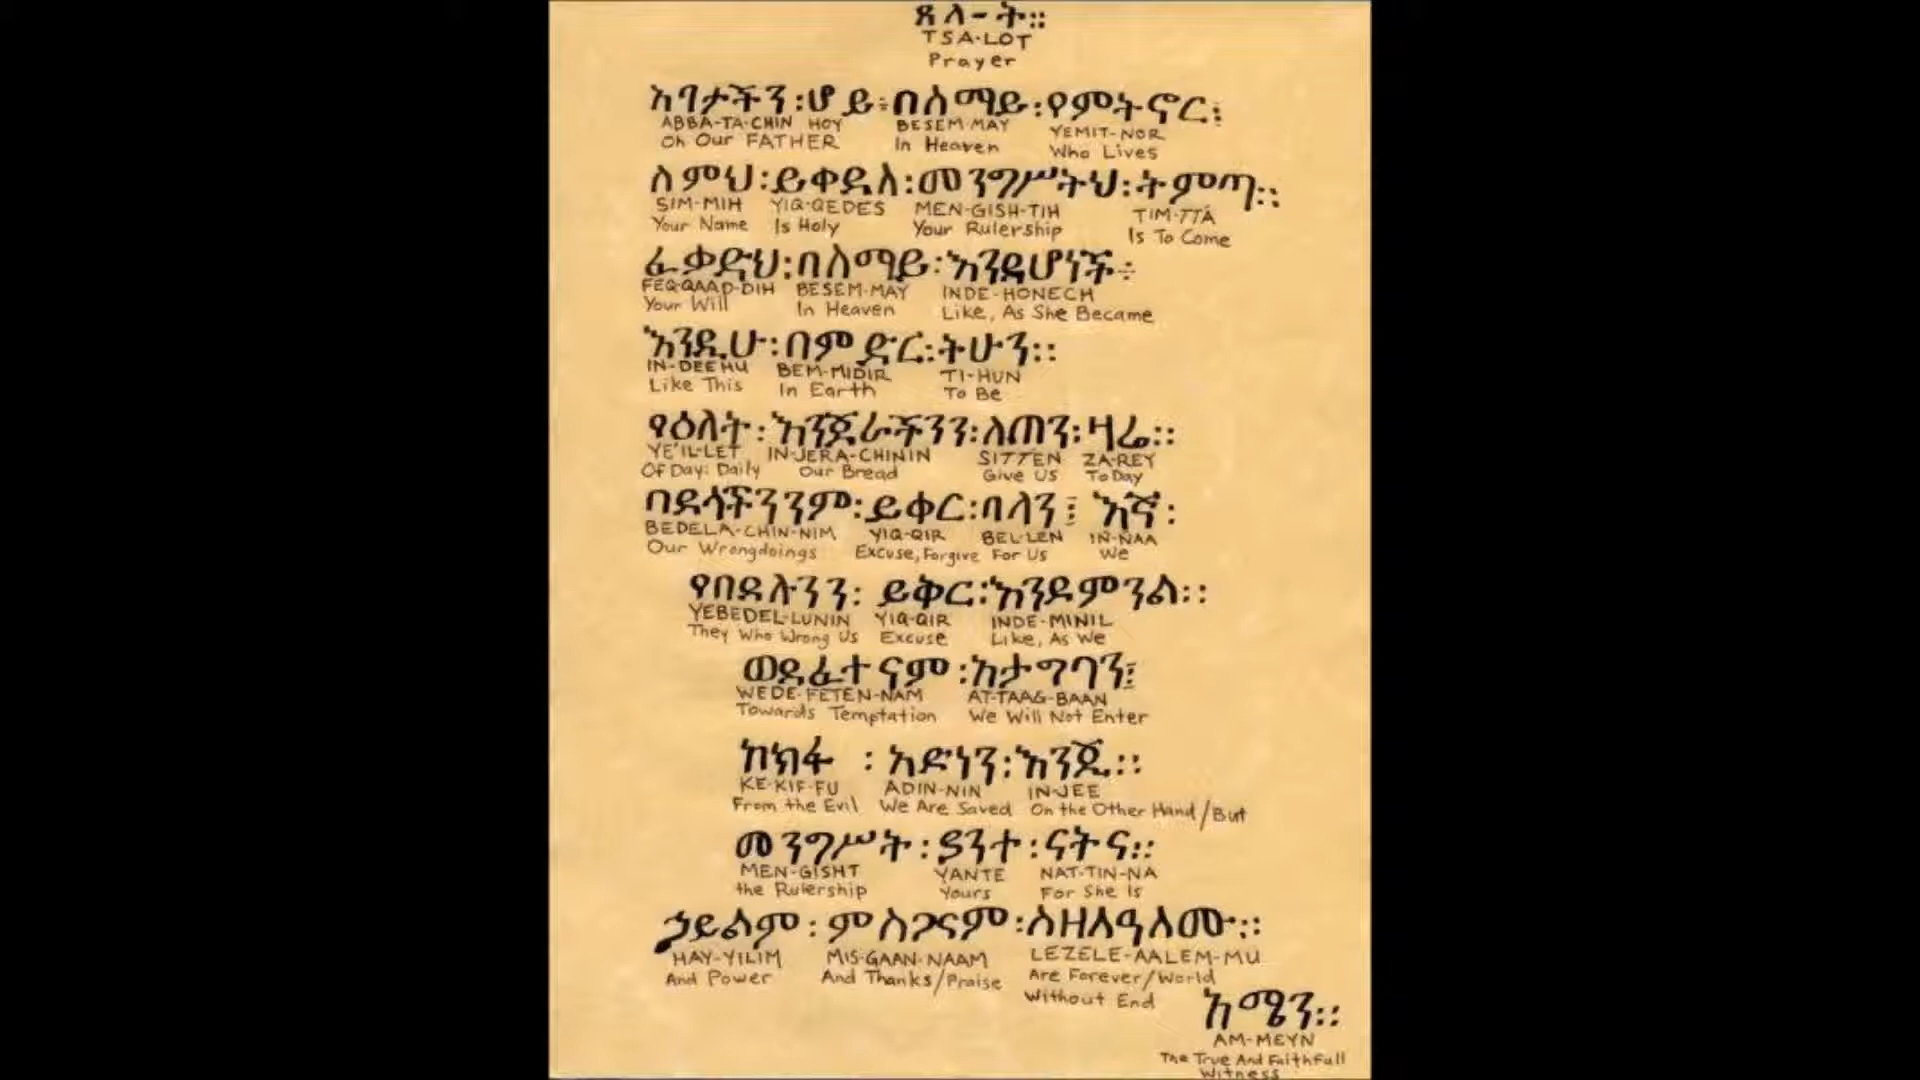 ጸለ-ት።
TSA-LOT
Prayer
አባታችን፡ሆይ፥በሰማይ፡የምትኖር፤
ABBA-TA-CHIN HOY BESEM-MAY YEMIT-NOR
Oh Our FATHER In Heaven Who Lives
ስምህ፡ይቀደስ፡መንግሥትህ፡ትምጣ።
SIM-MIH YIQ-QEDES MEN-GISH-TIH TIM-TTA
Your Name Is Holy Your Rulership Is To Come
ፈቃድህ፡በሰማይ፡እንደሆነች፥
FEQ-QAAD-DIH BESEM-MAY INDE-HONECH
Your Will In Heaven Like, As She Became
እንዲሁ፡በምድር፡ትሁን።
IN-DEEHU BEM-MIDIR TI-HUN
Like This In Earth To Be
የዕለት፡እንጀራችንን፡ስጠን፡ዛሬ።
YE'IL-LET IN-JERA-CHININ SITTEN ZA-REY
Of Day: Daily Our Bread Give Us ToDay
በደላችንንም፡ይቀር፡በለን፤ እኛ፡
BEDELA-CHIN-NIM YIQ-QIR BEL-LEN IN-NAA
Our Wrongdoings Excuse, Forgive For Us We
የበደሉንን፡ ይቅር፡እንደምንል።
YEBEDEL-LUNIN YIQ-QIR INDE-MINIL
They Who Wrong Us Excuse Like, As We
ወደፈተናም፡አታግባን፤
WEDE-FETEN-NAM AT-TAAG-BAAN
Towards Temptation We Will Not Enter
ከክፋ ፡ አድነን፡እንጂ።
KE-KIF-FU ADIN-NIN IN-JEE
From the Evil We Are Saved On the Other Hand/But
መንግሥት፡ያንተ፡ናትና።
MEN-GISHT YANTE NAT-TIN-NA
the Rulership Yours For She Is
ኃይልም፡ምስጋናም፡ስዘለዓለሙ።
HAY-YILIM MIS-GAAN-NAAM LEZELE-AALEM-MU
And Power And Thanks/Praise Are Forever/World
Without End
አሜን።
AM-MEYN
The True And Faithfull
Witness